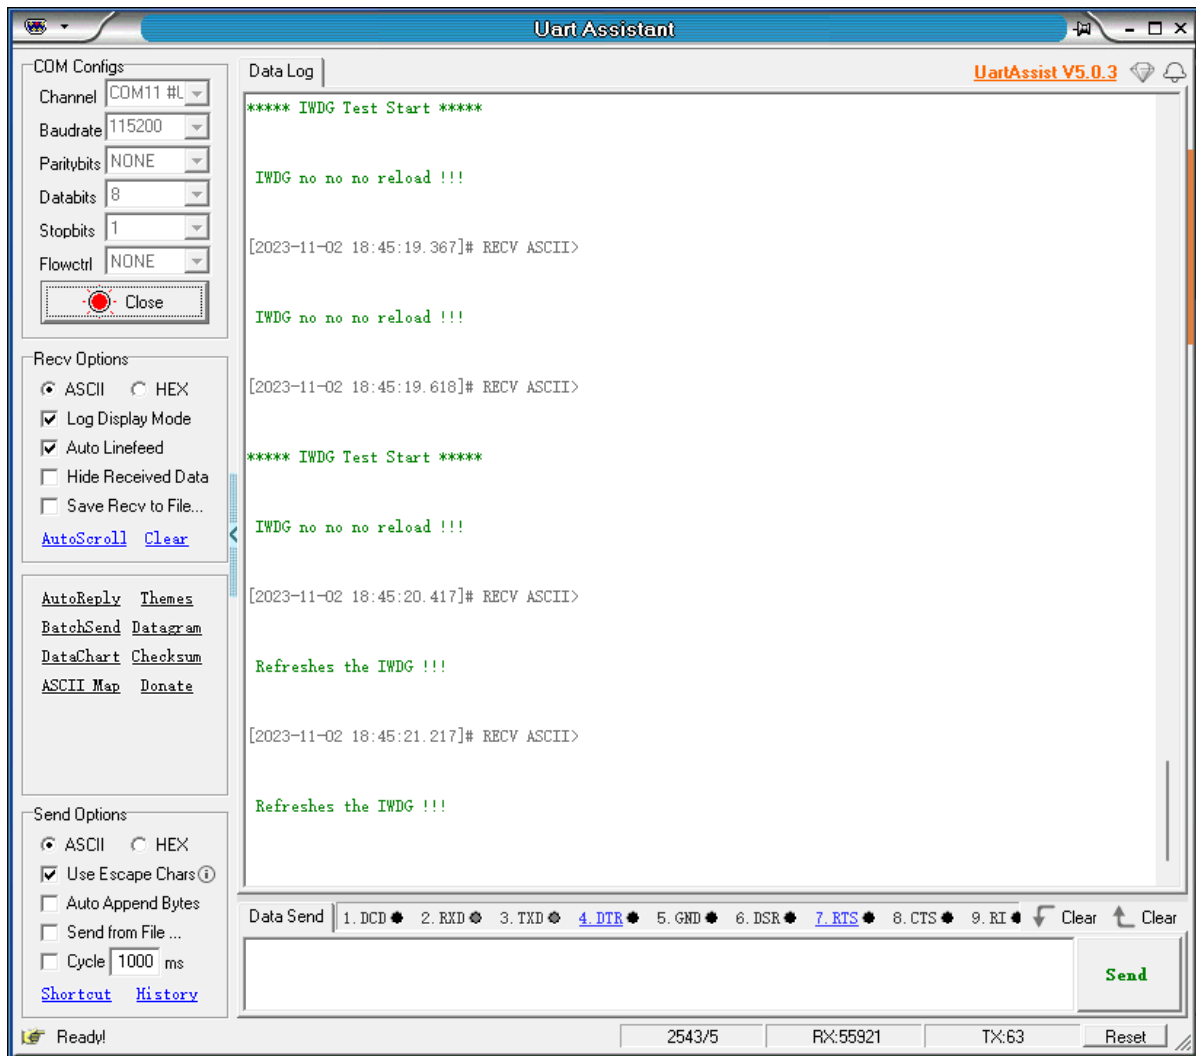 Uart Assistant
COM Configs
Channel COM11 #U
Baudrate 115200
Paritybits NONE
Databits 8
Stopbits 1
Flowctrl NONE
Close
Recv Options
ASCII HEX
Log Display Mode
Auto Linefeed
Hide Received Data
Save Recv to File...
AutoScroll Clear
AutoReply Themes
BatchSend Datagram
DataChart Checksum
ASCII Map Donate
Send Options
ASCII HEX
Use Escape Chars
Auto Append Bytes
Send from File ...
Cycle 1000 ms
Shortcut History
Data Log
UartAssist V5.0.3
***** IWDG Test Start *****
IWDG no no no reload !!!
[2023-11-02 18:45:19.367]# RECV ASCII>
IWDG no no no reload !!!
[2023-11-02 18:45:19.618]# RECV ASCII>
***** IWDG Test Start *****
IWDG no no no reload !!!
[2023-11-02 18:45:20.417]# RECV ASCII>
Refreshes the IWDG !!!
[2023-11-02 18:45:21.217]# RECV ASCII>
Refreshes the IWDG !!!
Data Send 1. DCD 2. RXD 3. TXD 4. DTR 5. GND 6. DSR 7. RTS 8. CTS 9. RI Clear Clear
Send
Ready! 2543/5 RX:55921 TX:63 Reset